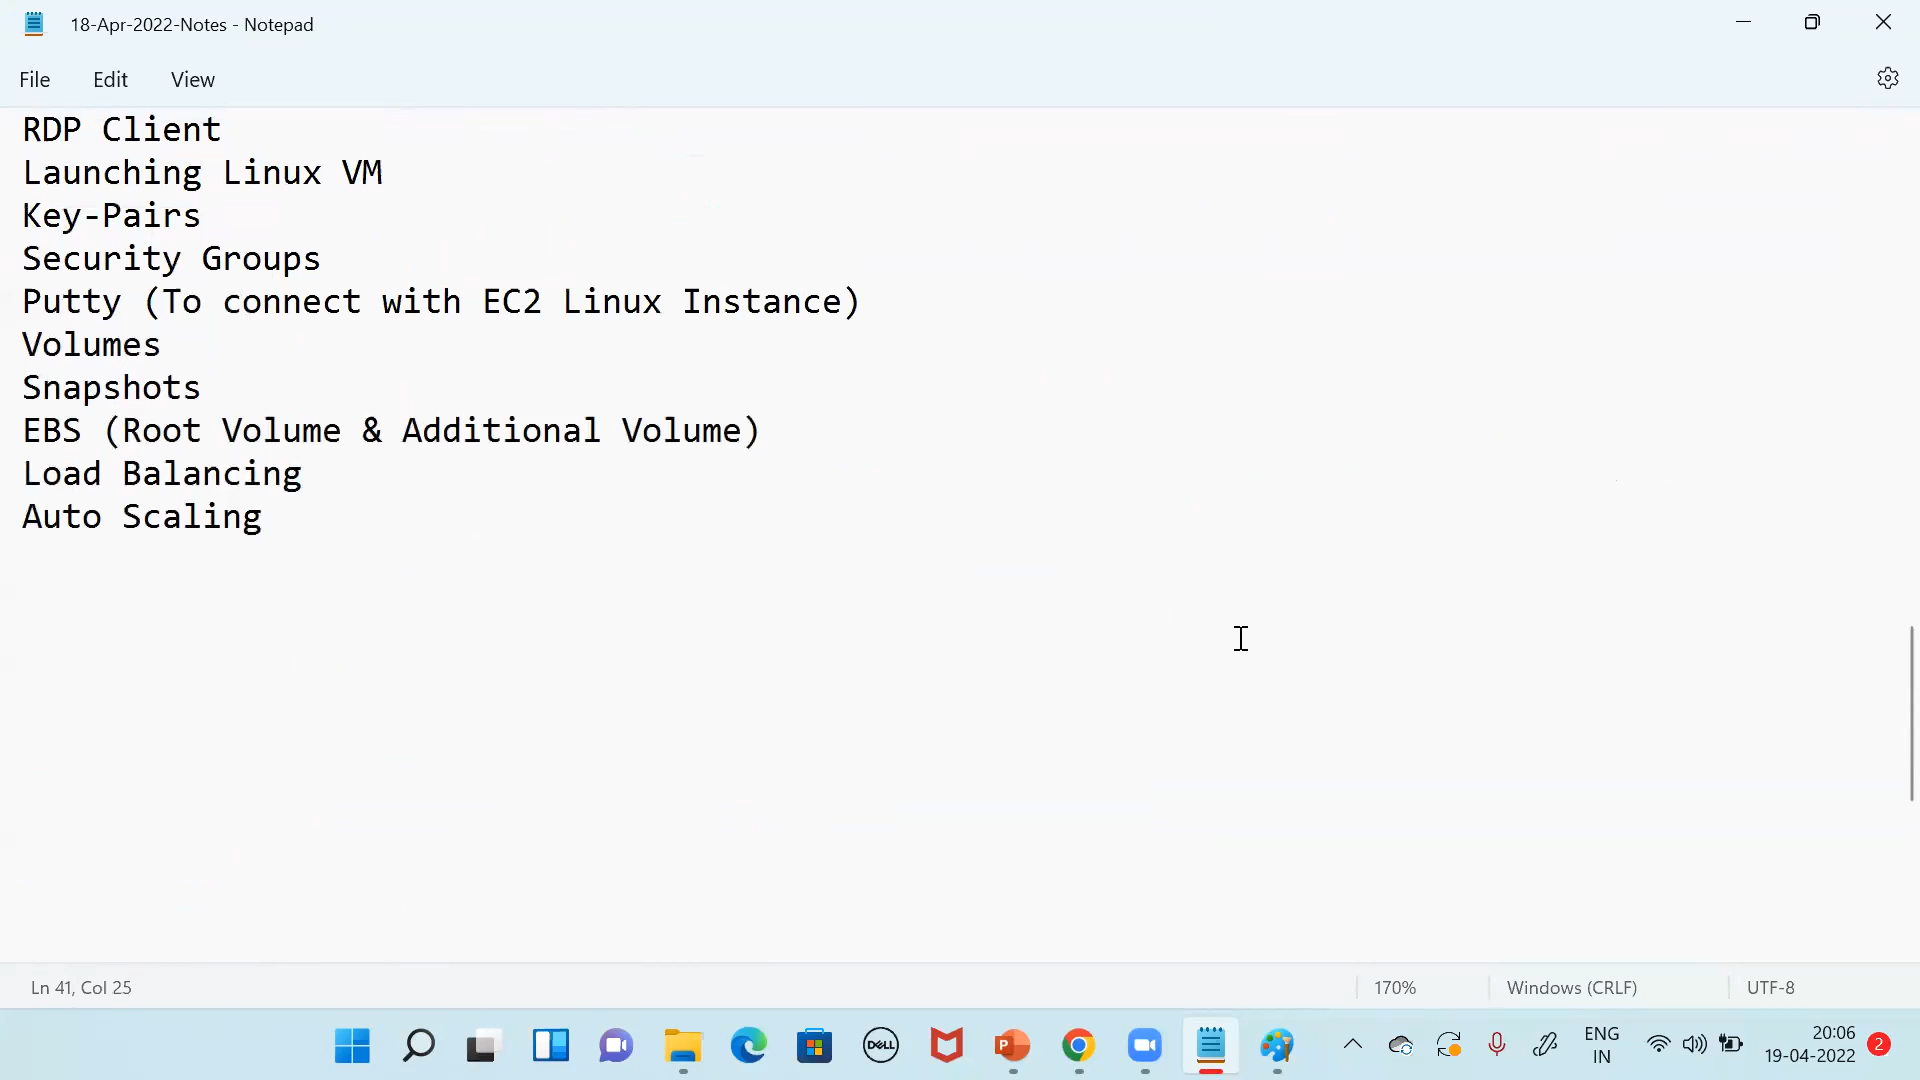 18-Apr-2022-Notes - Notepad
File Edit View
RDP Client
Launching Linux VM
Key-Pairs
Security Groups
Putty (To connect with EC2 Linux Instance)
Volumes
Snapshots
EBS (Root Volume & Additional Volume)
Load Balancing
Auto Scaling
Ln 41, Col 25 170% Windows (CRLF) UTF-8
DELL
P
ENG
IN
20:06
19-04-2022
2